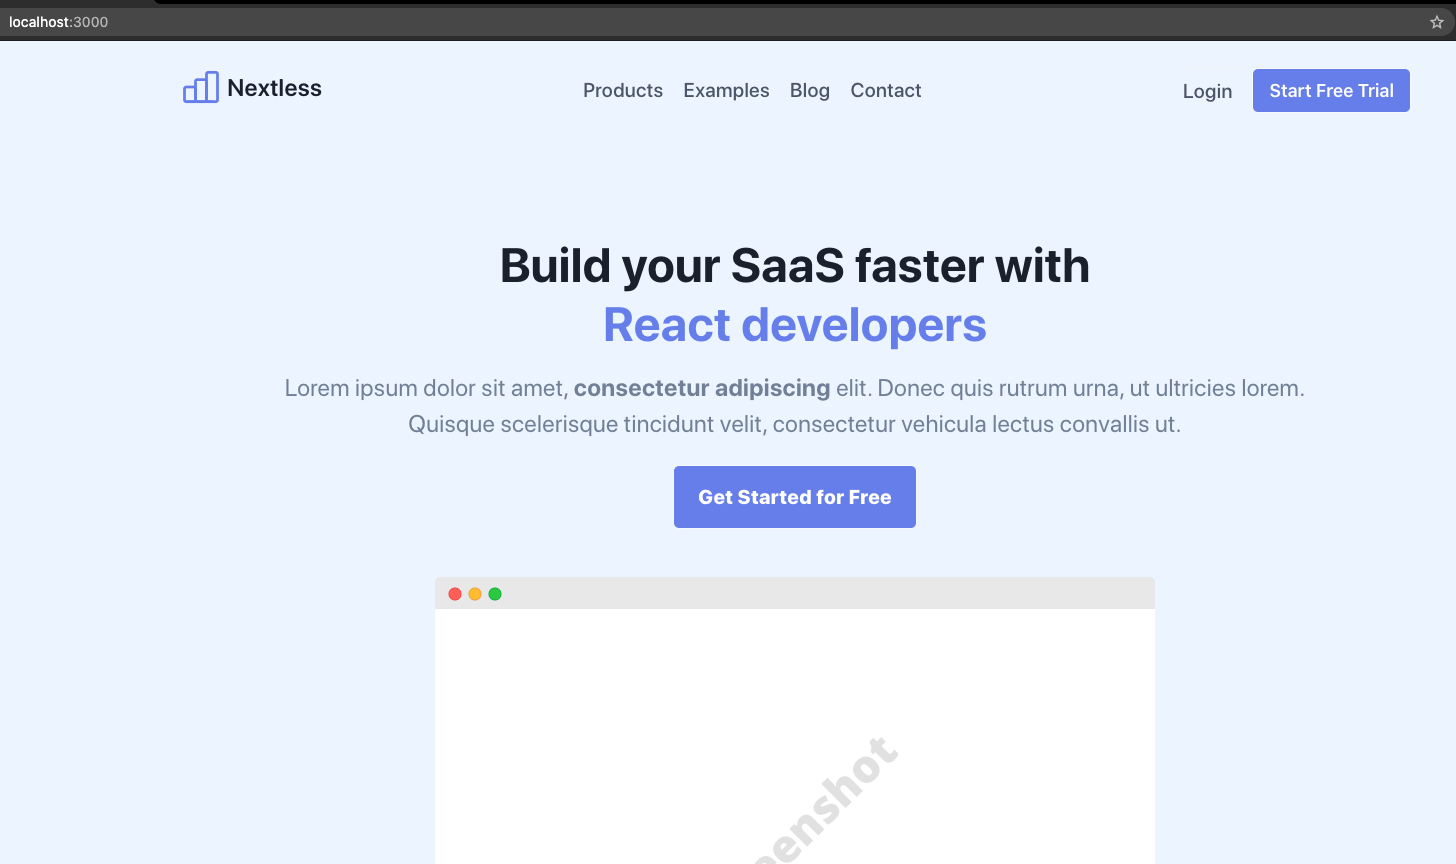 localhost:3000
Nextless
Products Examples Blog Contact
Login Start Free Trial
Build your SaaS faster with
React developers
Lorem ipsum dolor sit amet, consectetur adipiscing elit. Donec quis rutrum urna, ut ultricies lorem.
Quisque scelerisque tincidunt velit, consectetur vehicula lectus convallis ut.
Get Started for Free